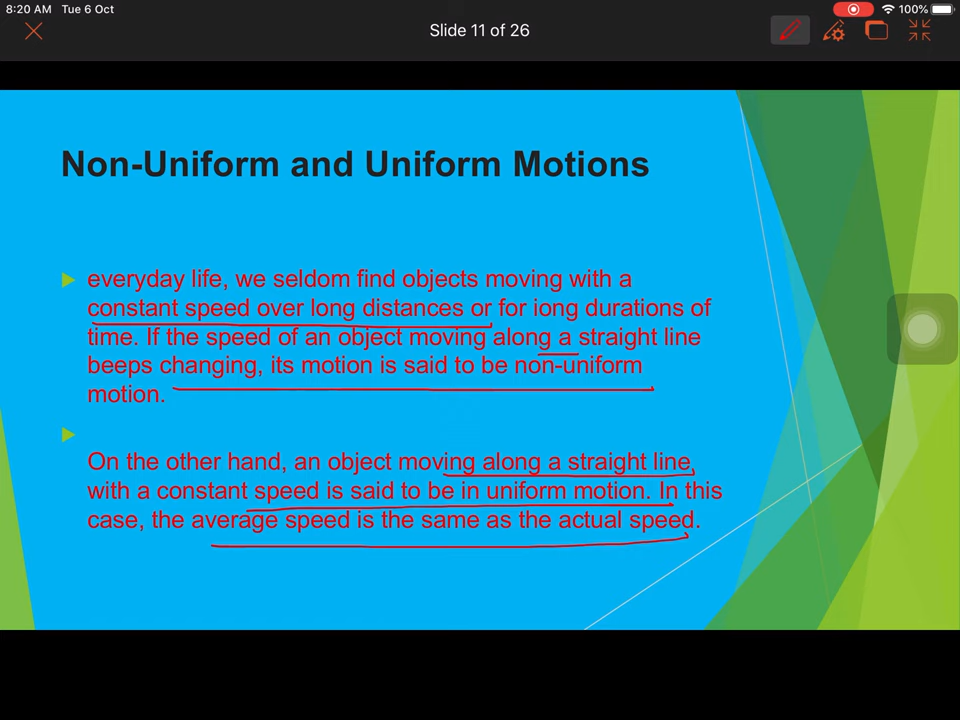 8:20 AM Tue 6 Oct
100%
Slide 11 of 26
Non-Uniform and Uniform Motions
everyday life, we seldom find objects moving with a
constant speed over long distances or for iong durations of
time. If the speed of an object moving along a straight line
beeps changing, its motion is said to be non-uniform
motion.
On the other hand, an object moving along a straight line,
with a constant speed is said to be in uniform motion. In this
case, the average speed is the same as the actual speed.